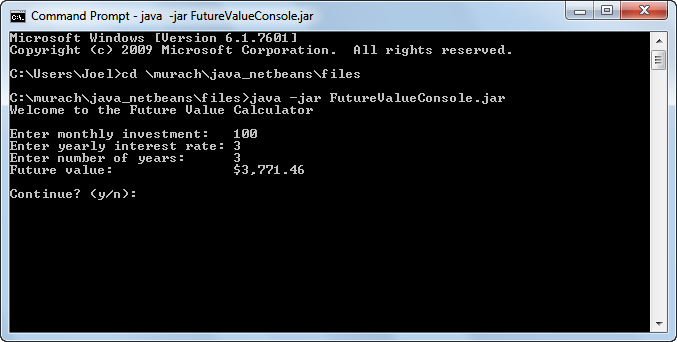 Command Prompt - java  -jar FutureValueConsole.jar
Microsoft Windows [Version 6.1.7601]
Copyright (c) 2009 Microsoft Corporation.  All rights reserved.
C:\Users\Joel>cd \murach\java_netbeans\files
C:\murach\java_netbeans\files>java -jar FutureValueConsole.jar
Welcome to the Future Value Calculator
Enter monthly investment:   100
Enter yearly interest rate: 3
Enter number of years:      3
Future value:               $3,771.46
Continue? (y/n):